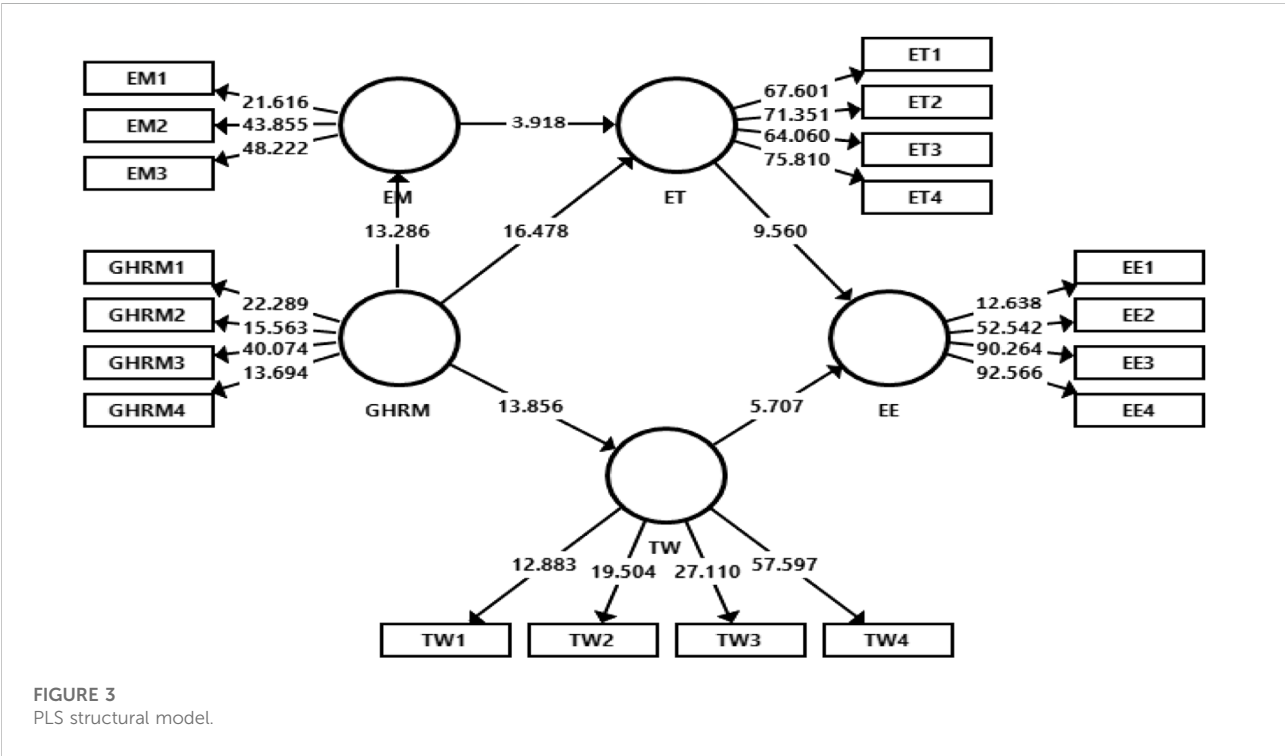 EM1
EM2
EM3
21.616
43.855
48.222
EM
3.918
ET
67.601
71.351
64.060
75.810
ET1
ET2
ET3
ET4
13.286
16.478
9.560
GHRM1
GHRM2
GHRM3
GHRM4
22.289
15.563
40.074
13.694
GHRM
EE
12.638
52.542
90.264
92.566
EE1
EE2
EE3
EE4
13.856
5.707
TW
12.883
19.504
27.110
57.597
TW1
TW2
TW3
TW4
FIGURE 3
PLS structural model.